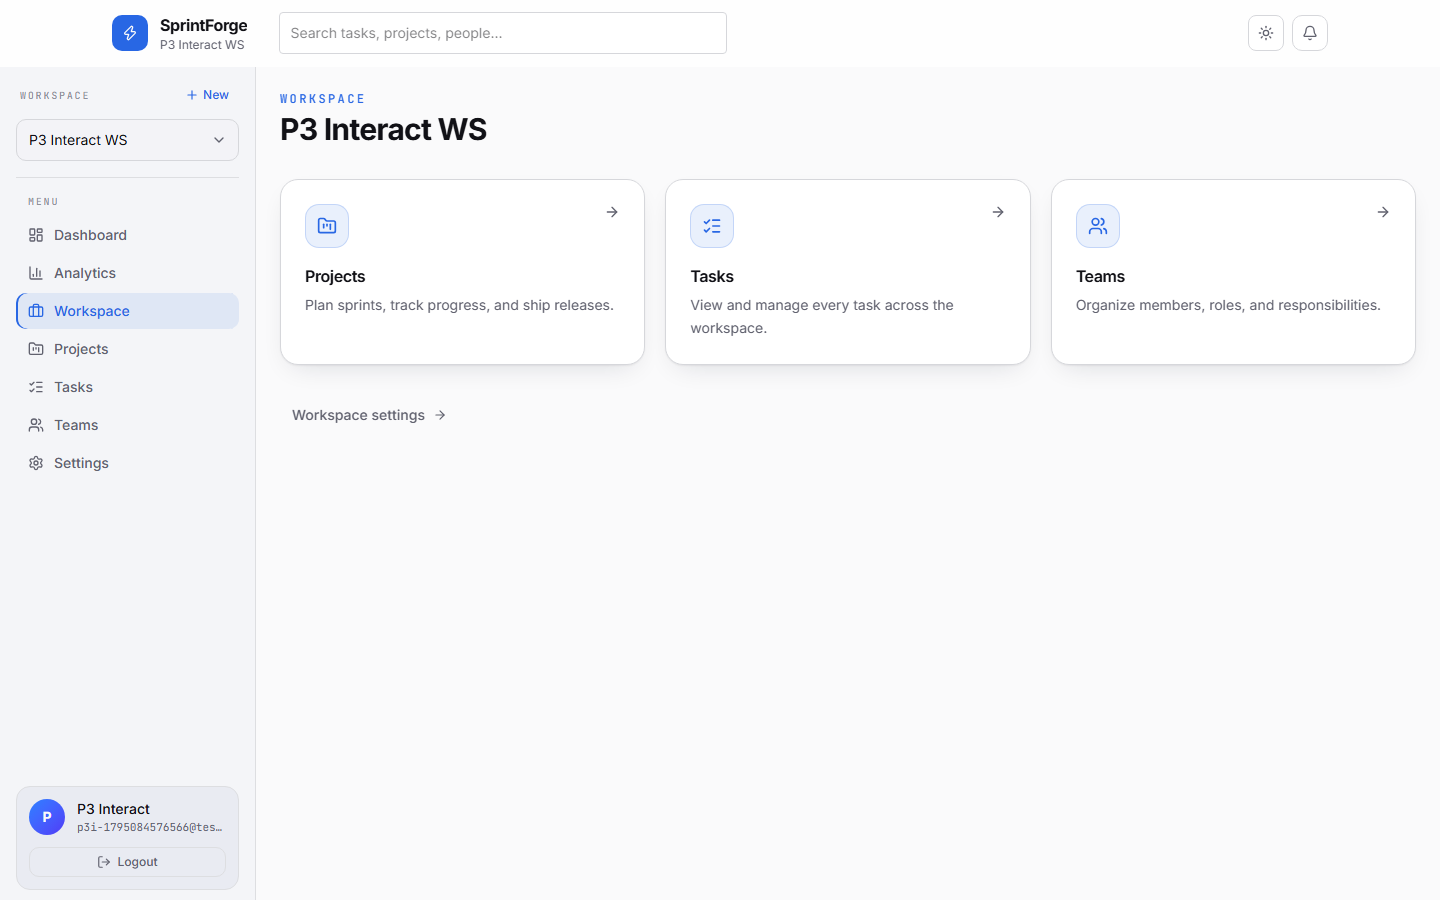 SprintForge
P3 Interact WS
Search tasks, projects, people...
WORKSPACE
New
P3 Interact WS
MENU
Dashboard
Analytics
Workspace
Projects
Tasks
Teams
Settings
P
P3 Interact
p3i-1795084576566@tes…
Logout
WORKSPACE
P3 Interact WS
Projects
Plan sprints, track progress, and ship releases.
Tasks
View and manage every task across the
workspace.
Teams
Organize members, roles, and responsibilities.
Workspace settings